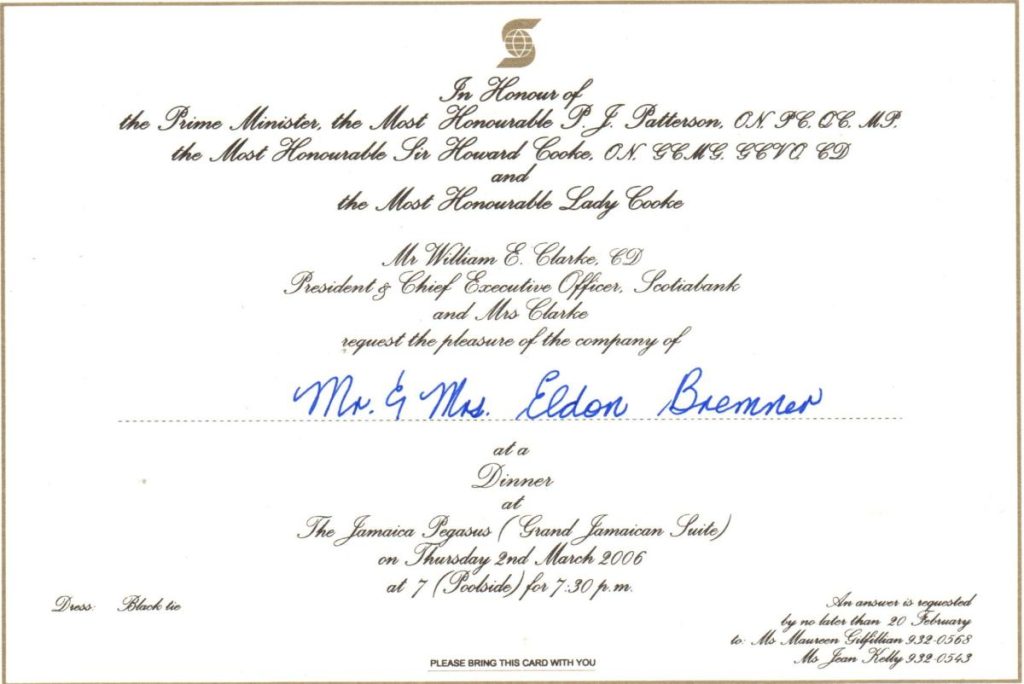 In Honour of
the Prime Minister, the Most Honourable P. J. Patterson, ON. PC. QC. MP.
the Most Honourable Sir Howard Cooke, ON. GCMG. GCVO CD
and
the Most Honourable Lady Cooke
Mr William E. Clarke, CD
President & Chief Executive Officer, Scotiabank
and Mrs Clarke
request the pleasure of the company of
Mr. & Mrs. Eldon Bremner
at a
Dinner
at
The Jamaica Pegasus (Grand Jamaican Suite)
on Thursday 2nd March 2006
at 7 (Poolside) for 7:30 p.m.
Dress: Black tie
An answer is requested
by no later than 20 February
to: Ms Maureen Gilfillian 932-0568
Ms Jean Kelly 932-0543
PLEASE BRING THIS CARD WITH YOU